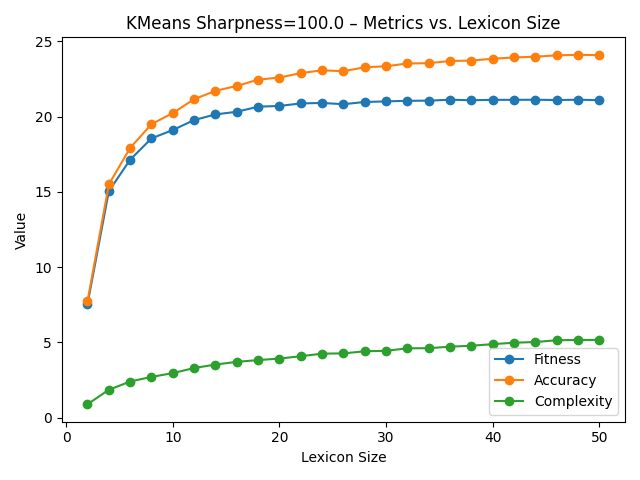 KMeans Sharpness=100.0 – Metrics vs. Lexicon Size
Value
25
20
15
10
5
0
0 10 20 30 40 50
Lexicon Size
Fitness
Accuracy
Complexity